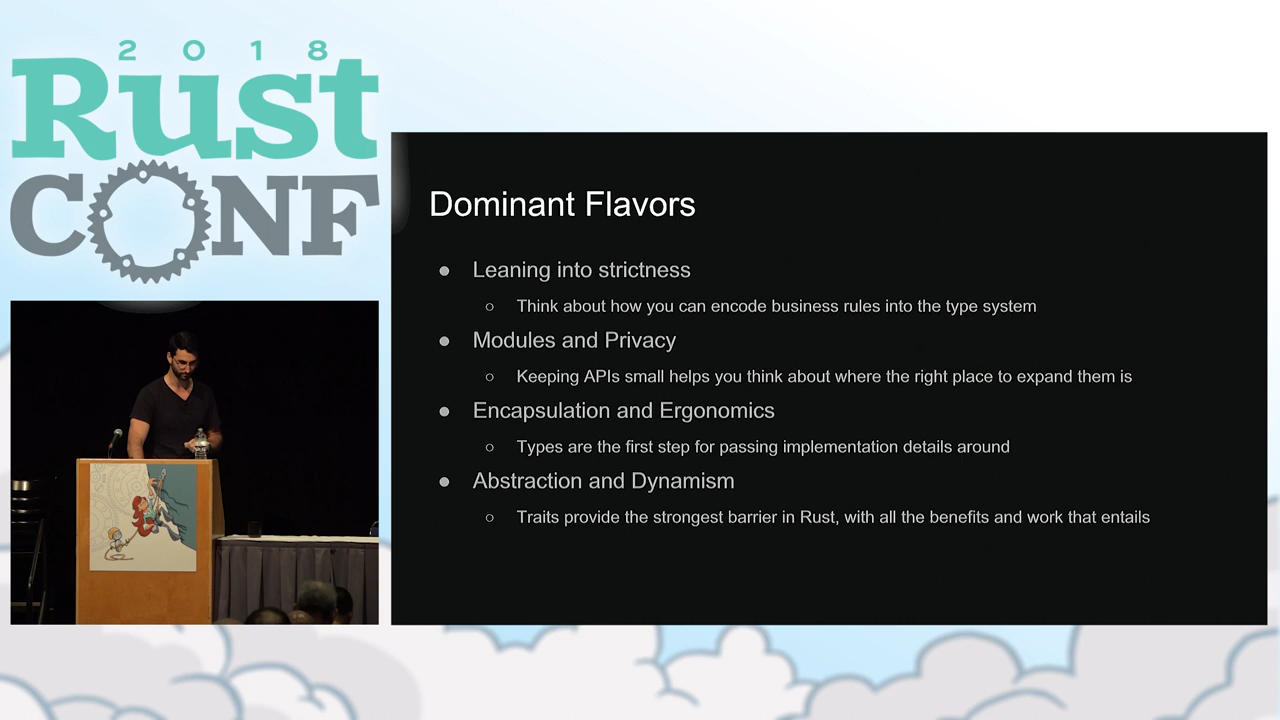 2018
Rust
CONF
Dominant Flavors
● Leaning into strictness
○ Think about how you can encode business rules into the type system
● Modules and Privacy
○ Keeping APIs small helps you think about where the right place to expand them is
● Encapsulation and Ergonomics
○ Types are the first step for passing implementation details around
● Abstraction and Dynamism
○ Traits provide the strongest barrier in Rust, with all the benefits and work that entails